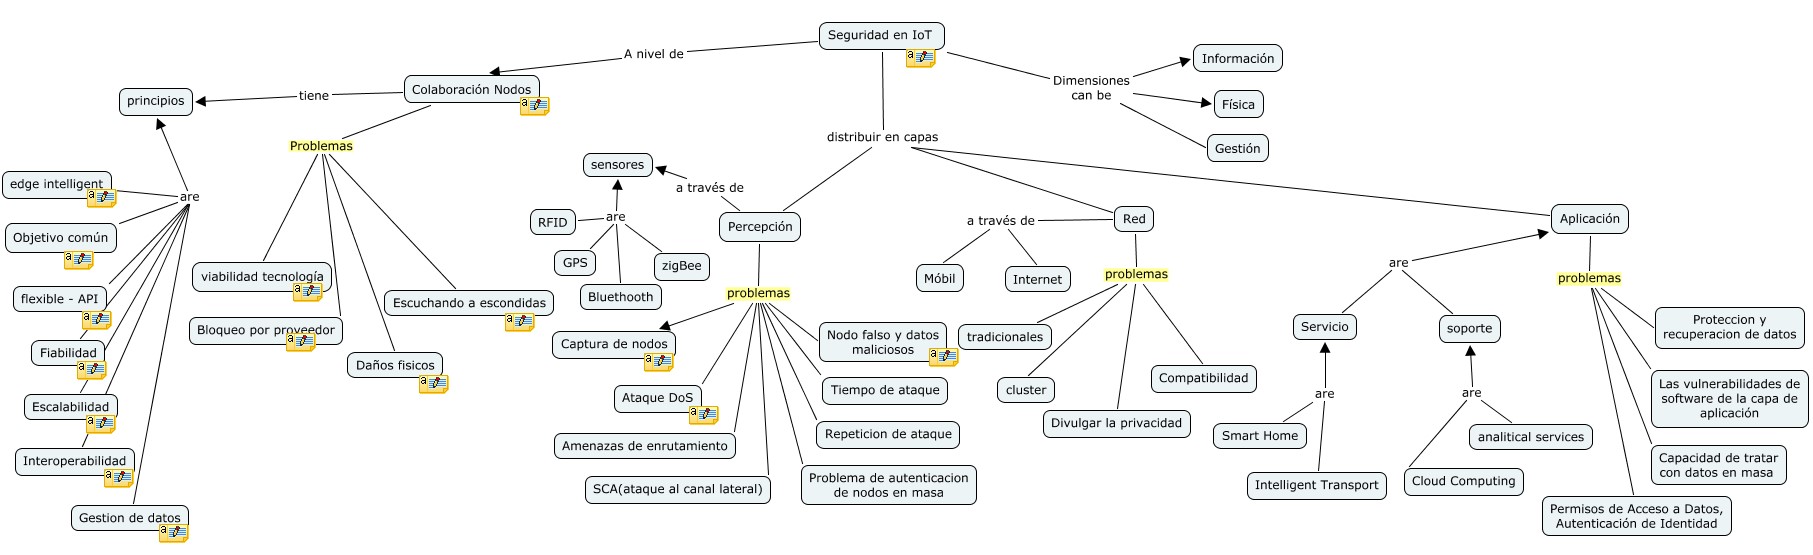 Seguridad en IoT
A nivel de
Dimensiones
can be
Información
Física
Gestión
Colaboración Nodos
tiene
principios
are
edge intelligent
Objetivo común
flexible - API
Fiabilidad
Escalabilidad
Interoperabilidad
Gestion de datos
Problemas
viabilidad tecnología
Bloqueo por proveedor
Daños fisicos
Escuchando a escondidas
distribuir en capas
Percepción
a través de
sensores
are
RFID
GPS
Bluethooth
zigBee
problemas
Captura de nodos
Ataque DoS
Amenazas de enrutamiento
SCA(ataque al canal lateral)
Problema de autenticacion
de nodos en masa
Repeticion de ataque
Tiempo de ataque
Nodo falso y datos
maliciosos
Red
a través de
Móbil
Internet
problemas
tradicionales
cluster
Divulgar la privacidad
Compatibilidad
Aplicación
are
Servicio
are
Smart Home
Intelligent Transport
soporte
are
Cloud Computing
analitical services
problemas
Proteccion y
recuperacion de datos
Las vulnerabilidades de
software de la capa de
aplicación
Capacidad de tratar
con datos en masa
Permisos de Acceso a Datos,
Autenticación de Identidad